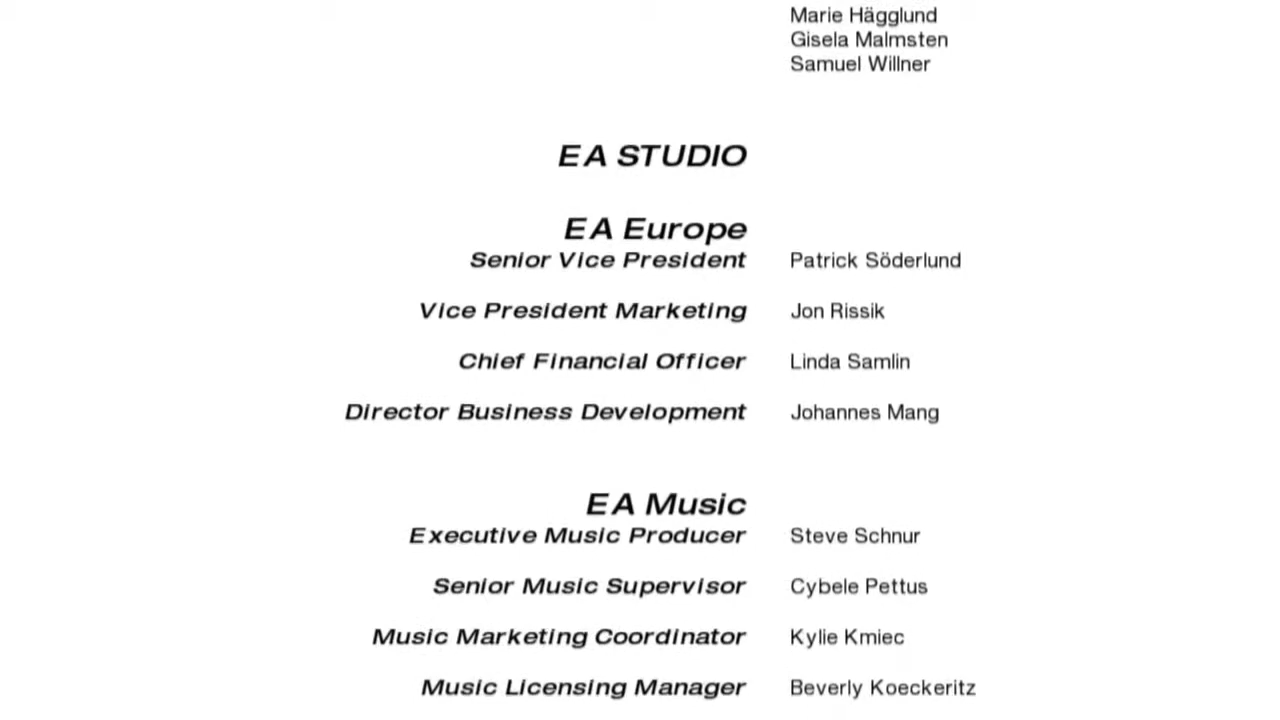 Marie Hägglund
Gisela Malmsten
Samuel Willner
EA STUDIO
EA Europe
Senior Vice President Patrick Söderlund
Vice President Marketing Jon Rissik
Chief Financial Officer Linda Samlin
Director Business Development Johannes Mang
EA Music
Executive Music Producer Steve Schnur
Senior Music Supervisor Cybele Pettus
Music Marketing Coordinator Kylie Kmiec
Music Licensing Manager Beverly Koeckeritz